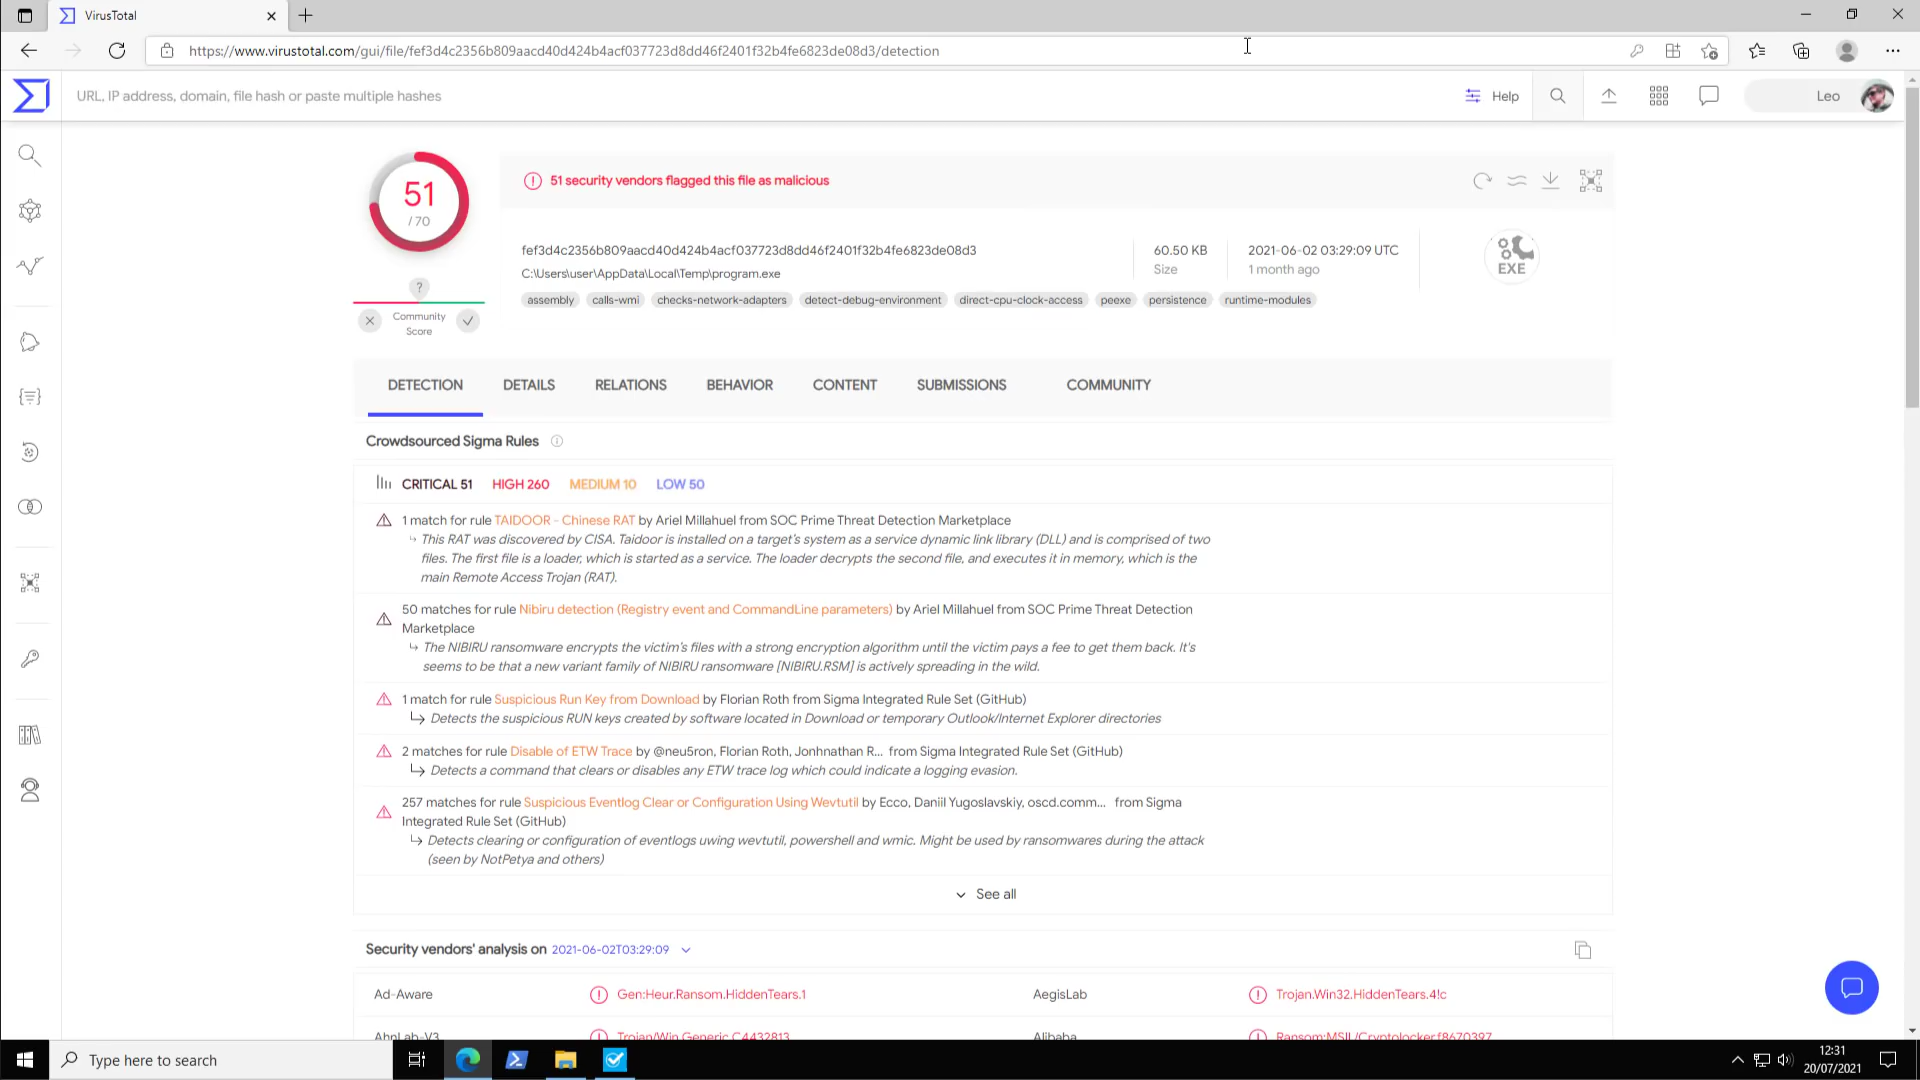 VirusTotal
https://www.virustotal.com/gui/file/fef3d4c2356b809aacd40d424b4acf037723d8dd46f2401f32b4fe6823de08d3/detection
URL, IP address, domain, file hash or paste multiple hashes
Help
Leo
51
/ 70
51 security vendors flagged this file as malicious
fef3d4c2356b809aacd40d424b4acf037723d8dd46f2401f32b4fe6823de08d3
60.50 KB
2021-06-02 03:29:09 UTC
C:\Users\user\AppData\Local\Temp\program.exe
Size
1 month ago
EXE
?
assembly calls-wmi checks-network-adapters detect-debug-environment direct-cpu-clock-access peexe persistence runtime-modules
Community
Score
DETECTION DETAILS RELATIONS BEHAVIOR CONTENT SUBMISSIONS COMMUNITY
Crowdsourced Sigma Rules
CRITICAL 51 HIGH 260 MEDIUM 10 LOW 50
1 match for rule TAIDOOR - Chinese RAT by Ariel Millahuel from SOC Prime Threat Detection Marketplace
This RAT was discovered by CISA. Taidoor is installed on a target's system as a service dynamic link library (DLL) and is comprised of two
files. The first file is a loader, which is started as a service. The loader decrypts the second file, and executes it in memory, which is the
main Remote Access Trojan (RAT).
50 matches for rule Nibiru detection (Registry event and CommandLine parameters) by Ariel Millahuel from SOC Prime Threat Detection
Marketplace
The NIBIRU ransomware encrypts the victim's files with a strong encryption algorithm until the victim pays a fee to get them back. It's
seems to be that a new variant family of NIBIRU ransomware [NIBIRU.RSM] is actively spreading in the wild.
1 match for rule Suspicious Run Key from Download by Florian Roth from Sigma Integrated Rule Set (GitHub)
Detects the suspicious RUN keys created by software located in Download or temporary Outlook/Internet Explorer directories
2 matches for rule Disable of ETW Trace by @neu5ron, Florian Roth, Jonhnathan R... from Sigma Integrated Rule Set (GitHub)
Detects a command that clears or disables any ETW trace log which could indicate a logging evasion.
257 matches for rule Suspicious Eventlog Clear or Configuration Using Wevtutil by Ecco, Daniil Yugoslavskiy, oscd.comm... from Sigma
Integrated Rule Set (GitHub)
Detects clearing or configuration of eventlogs uwing wevtutil, powershell and wmic. Might be used by ransomwares during the attack
(seen by NotPetya and others)
See all
Security vendors' analysis on 2021-06-02T03:29:09
Ad-Aware Gen:Heur.Ransom.HiddenTears.1 AegisLab Trojan.Win32.HiddenTears.4!c
AhnLab-V3 Trojan/Win.Generic.C4432813 Alibaba Ransom:MSIL/Cryptolocker.f8670397
Type here to search
12:31
20/07/2021